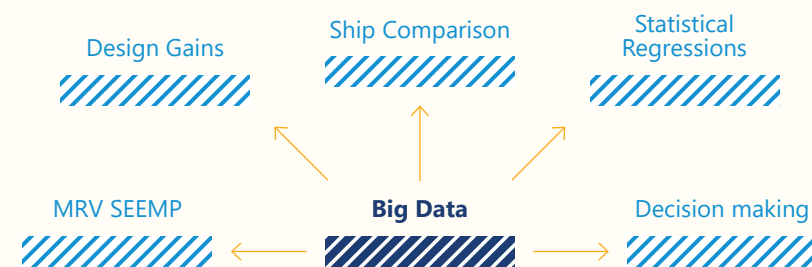 Design Gains
Ship Comparison
Statistical
Regressions
MRV SEEMP
Big Data
Decision making